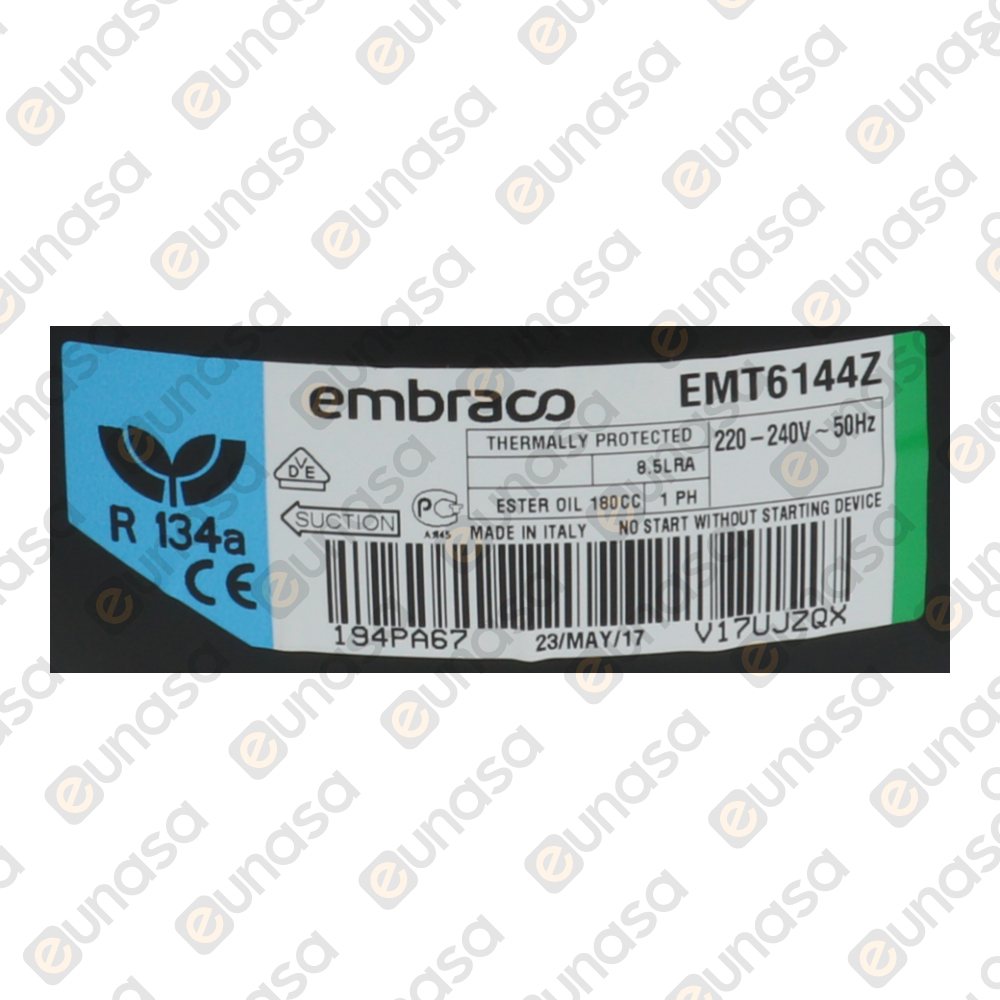 embraco
EMT6144Z
THERMALLY PROTECTED
220-240V~50Hz
8.5LRA
ESTER OIL 180CC 1 PH
DVE
SUCTION
MADE IN ITALY NO START WITHOUT STARTING DEVICE
R 134a
CE
194PA67
23/MAY/17
V17UJZQX
eunasa